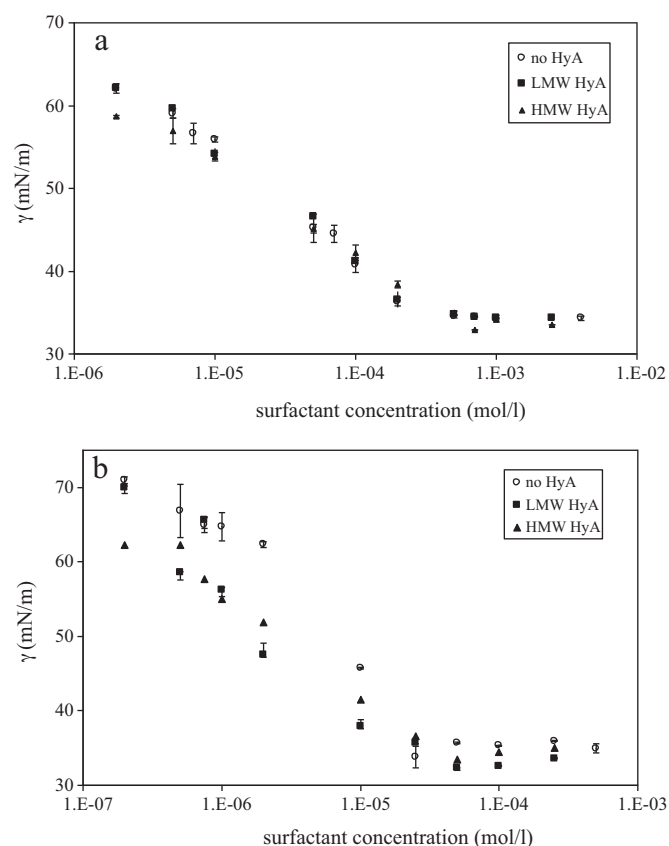 a
70
60
50
40
30
γ (mN/m)
no HyA
LMW HyA
HMW HyA
1.E-06 1.E-05 1.E-04 1.E-03 1.E-02
surfactant concentration (mol/l)
b
70
60
50
40
30
γ (mN/m)
no HyA
LMW HyA
HMW HyA
1.E-07 1.E-06 1.E-05 1.E-04 1.E-03
surfactant concentration (mol/l)